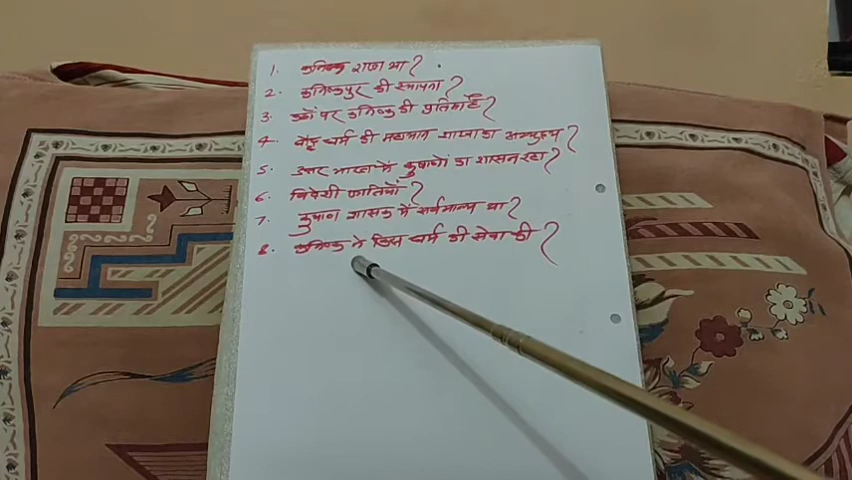 1. कनिष्क राजा था ?
2. कनिष्कपुर की स्थापना ?
3. कहाँ पर कनिष्क की मूर्तियाँ है ?
4. बौद्ध धर्म की महायान शाखा का अभ्युदय ?
5. उत्तर भारत में कुषाणों का शासन रहा ?
6. विदेशी जातियाँ ?
7. कुषाण शासक में सर्वमान्य था ?
8. कनिष्क ने किस धर्म की सेवा की ?